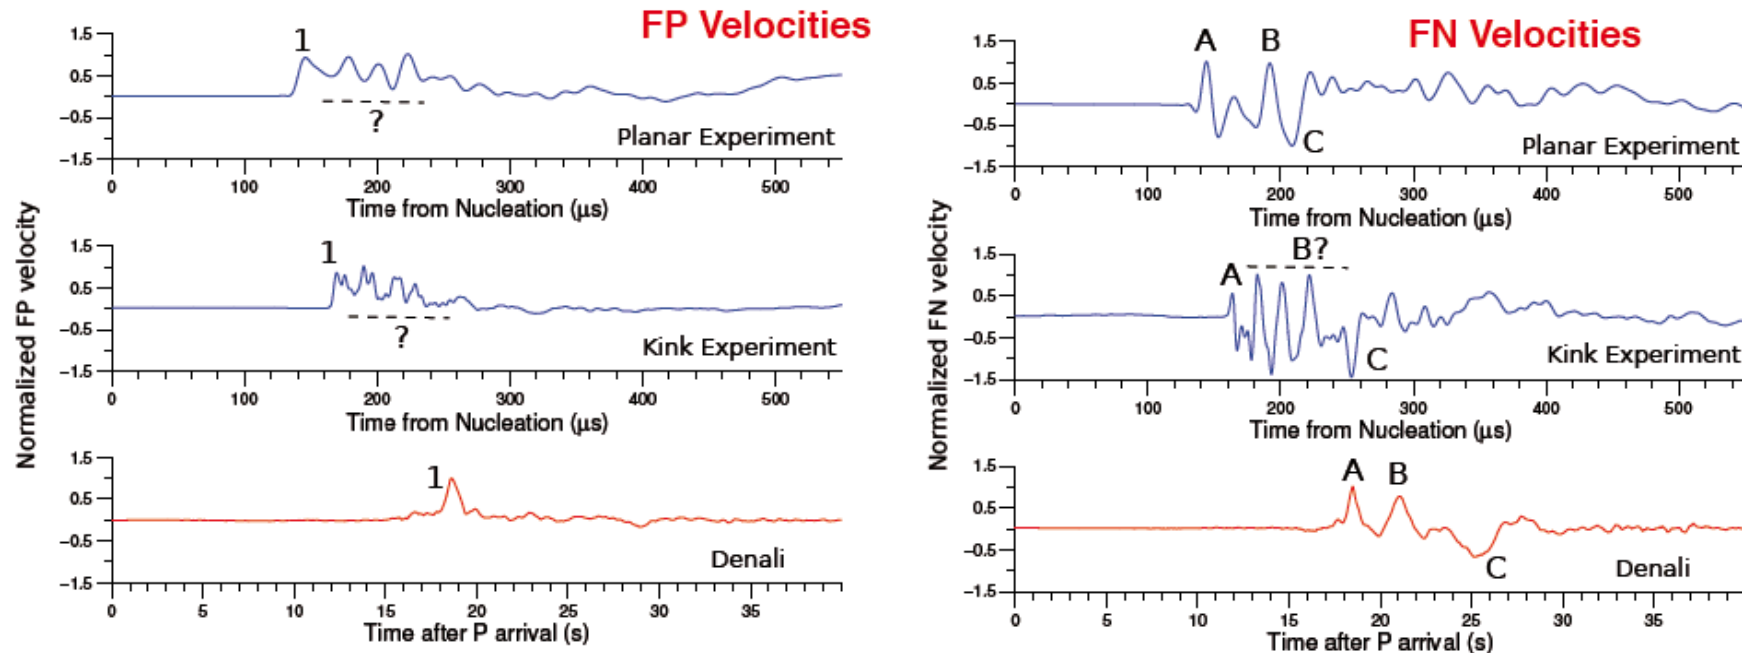 FP Velocities
Normalized FP velocity
1.5
0.5
−0.5
−1.5
1
?
Planar Experiment
0 100 200 300 400 500
Time from Nucleation (μs)
1.5
0.5
−0.5
−1.5
1
?
Kink Experiment
0 100 200 300 400 500
Time from Nucleation (μs)
1.5
0.5
−0.5
−1.5
1
Denali
0 5 10 15 20 25 30 35
Time after P arrival (s)
FN Velocities
Normalized FN velocity
1.5
0.5
−0.5
−1.5
A B
C
Planar Experiment
0 100 200 300 400 500
Time from Nucleation (μs)
1.5
0.5
−0.5
−1.5
B?
A
C
Kink Experiment
0 100 200 300 400 500
Time from Nucleation (μs)
1.5
0.5
−0.5
−1.5
A B
C
Denali
0 5 10 15 20 25 30 35
Time after P arrival (s)